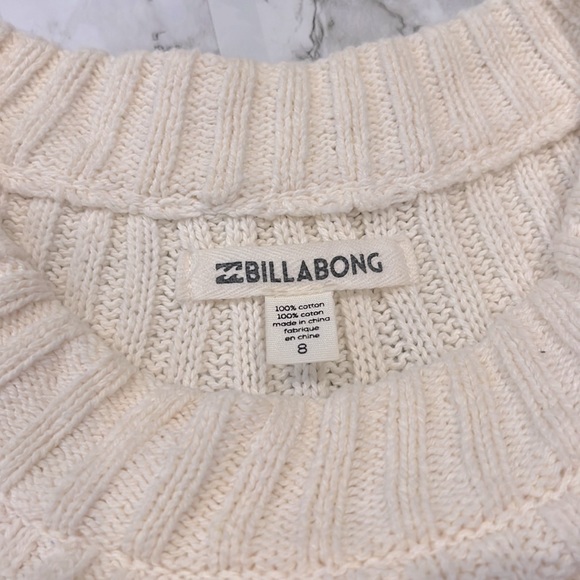 BILLABONG
100% cotton
100% coton
made in china
fabriqué
en chine
8